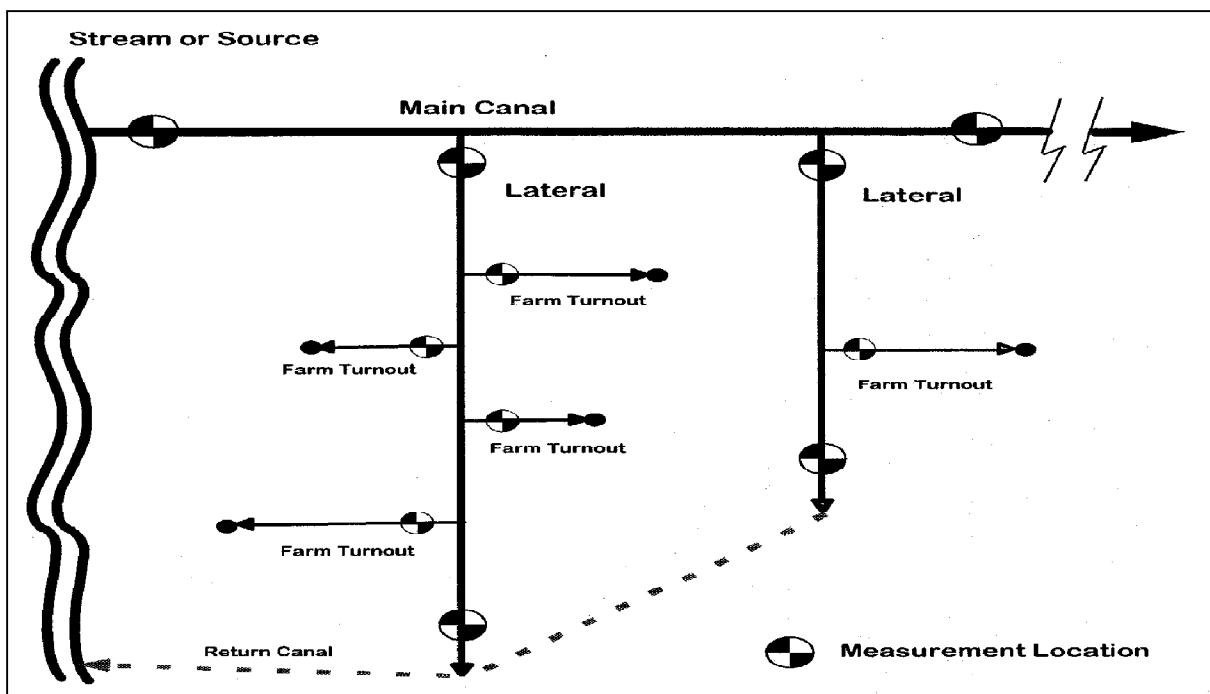 Stream or Source
Main Canal
Lateral
Lateral
Farm Turnout
Farm Turnout
Farm Turnout
Farm Turnout
Farm Turnout
Return Canal
Measurement Location